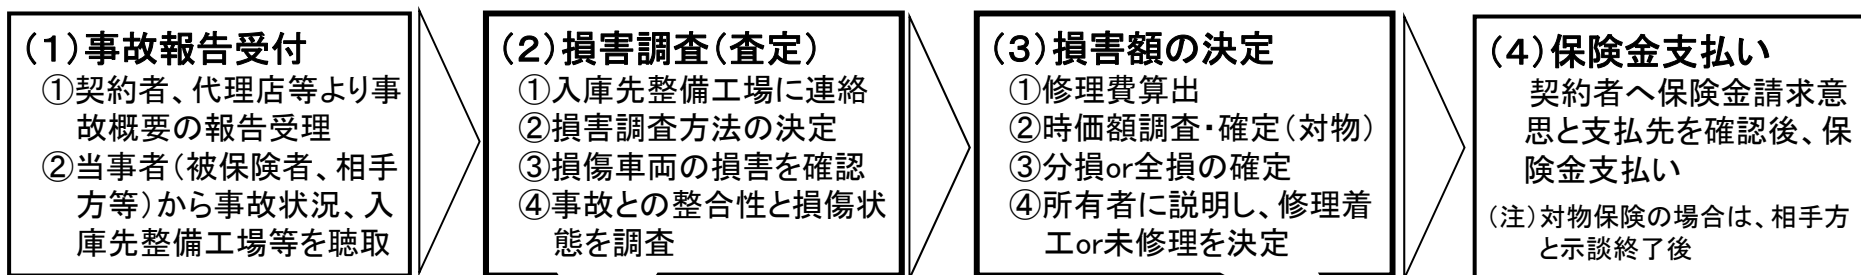 (1)事故報告受付
①契約者、代理店等より事
故概要の報告受理
②当事者(被保険者、相手
方等)から事故状況、入
庫先整備工場等を聴取
(2)損害調査(査定)
①入庫先整備工場に連絡
②損害調査方法の決定
③損傷車両の損害を確認
④事故との整合性と損傷状
態を調査
(3)損害額の決定
①修理費算出
②時価額調査・確定(対物)
③分損or全損の確定
④所有者に説明し、修理着
工or未修理を決定
(4)保険金支払い
契約者へ保険金請求意
思と支払先を確認後、保
険金支払い
(注)対物保険の場合は、相手方
と示談終了後